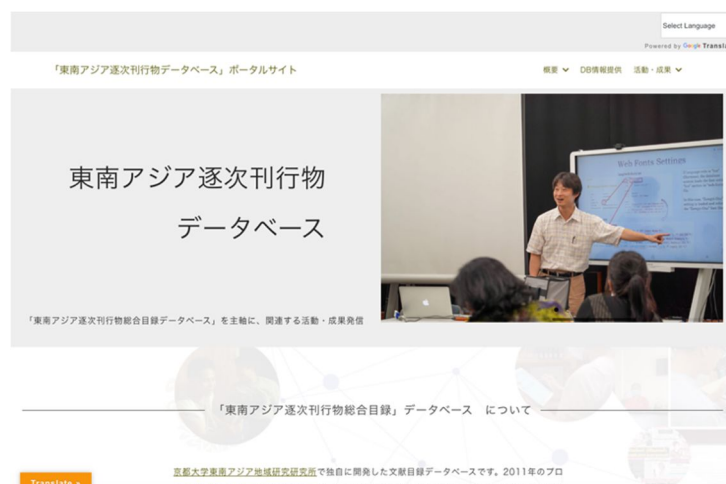 Select Language
Powered by Google Transla
「東南アジア逐次刊行物データベース」ポータルサイト
概要 DB情報提供 活動・成果
東南アジア逐次刊行物
データベース
Web Fonts Settings
「東南アジア逐次刊行物総合目録データベース」を主軸に、関連する活動・成果発信
「東南アジア逐次刊行物総合目録」データベース について
京都大学東南アジア地域研究研究所で独自に開発した文献目録データベースです。2011年のプロ
Translate »